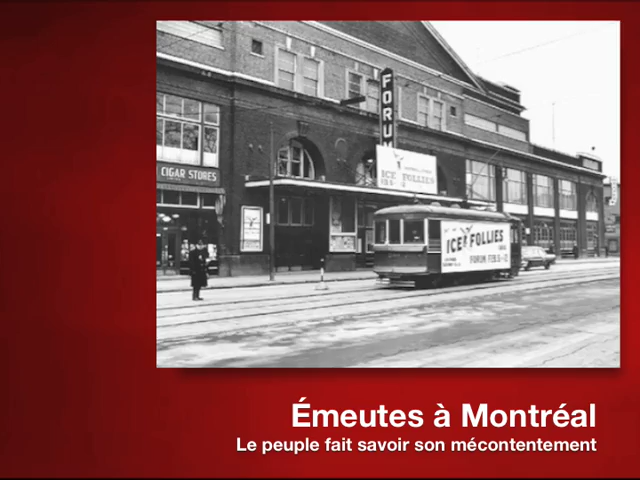 FORUM
CIGAR STORES
ICE FOLLIES
ICE FOLLIES
FORUM FEB.
Émeutes à Montréal
Le peuple fait savoir son mécontentement